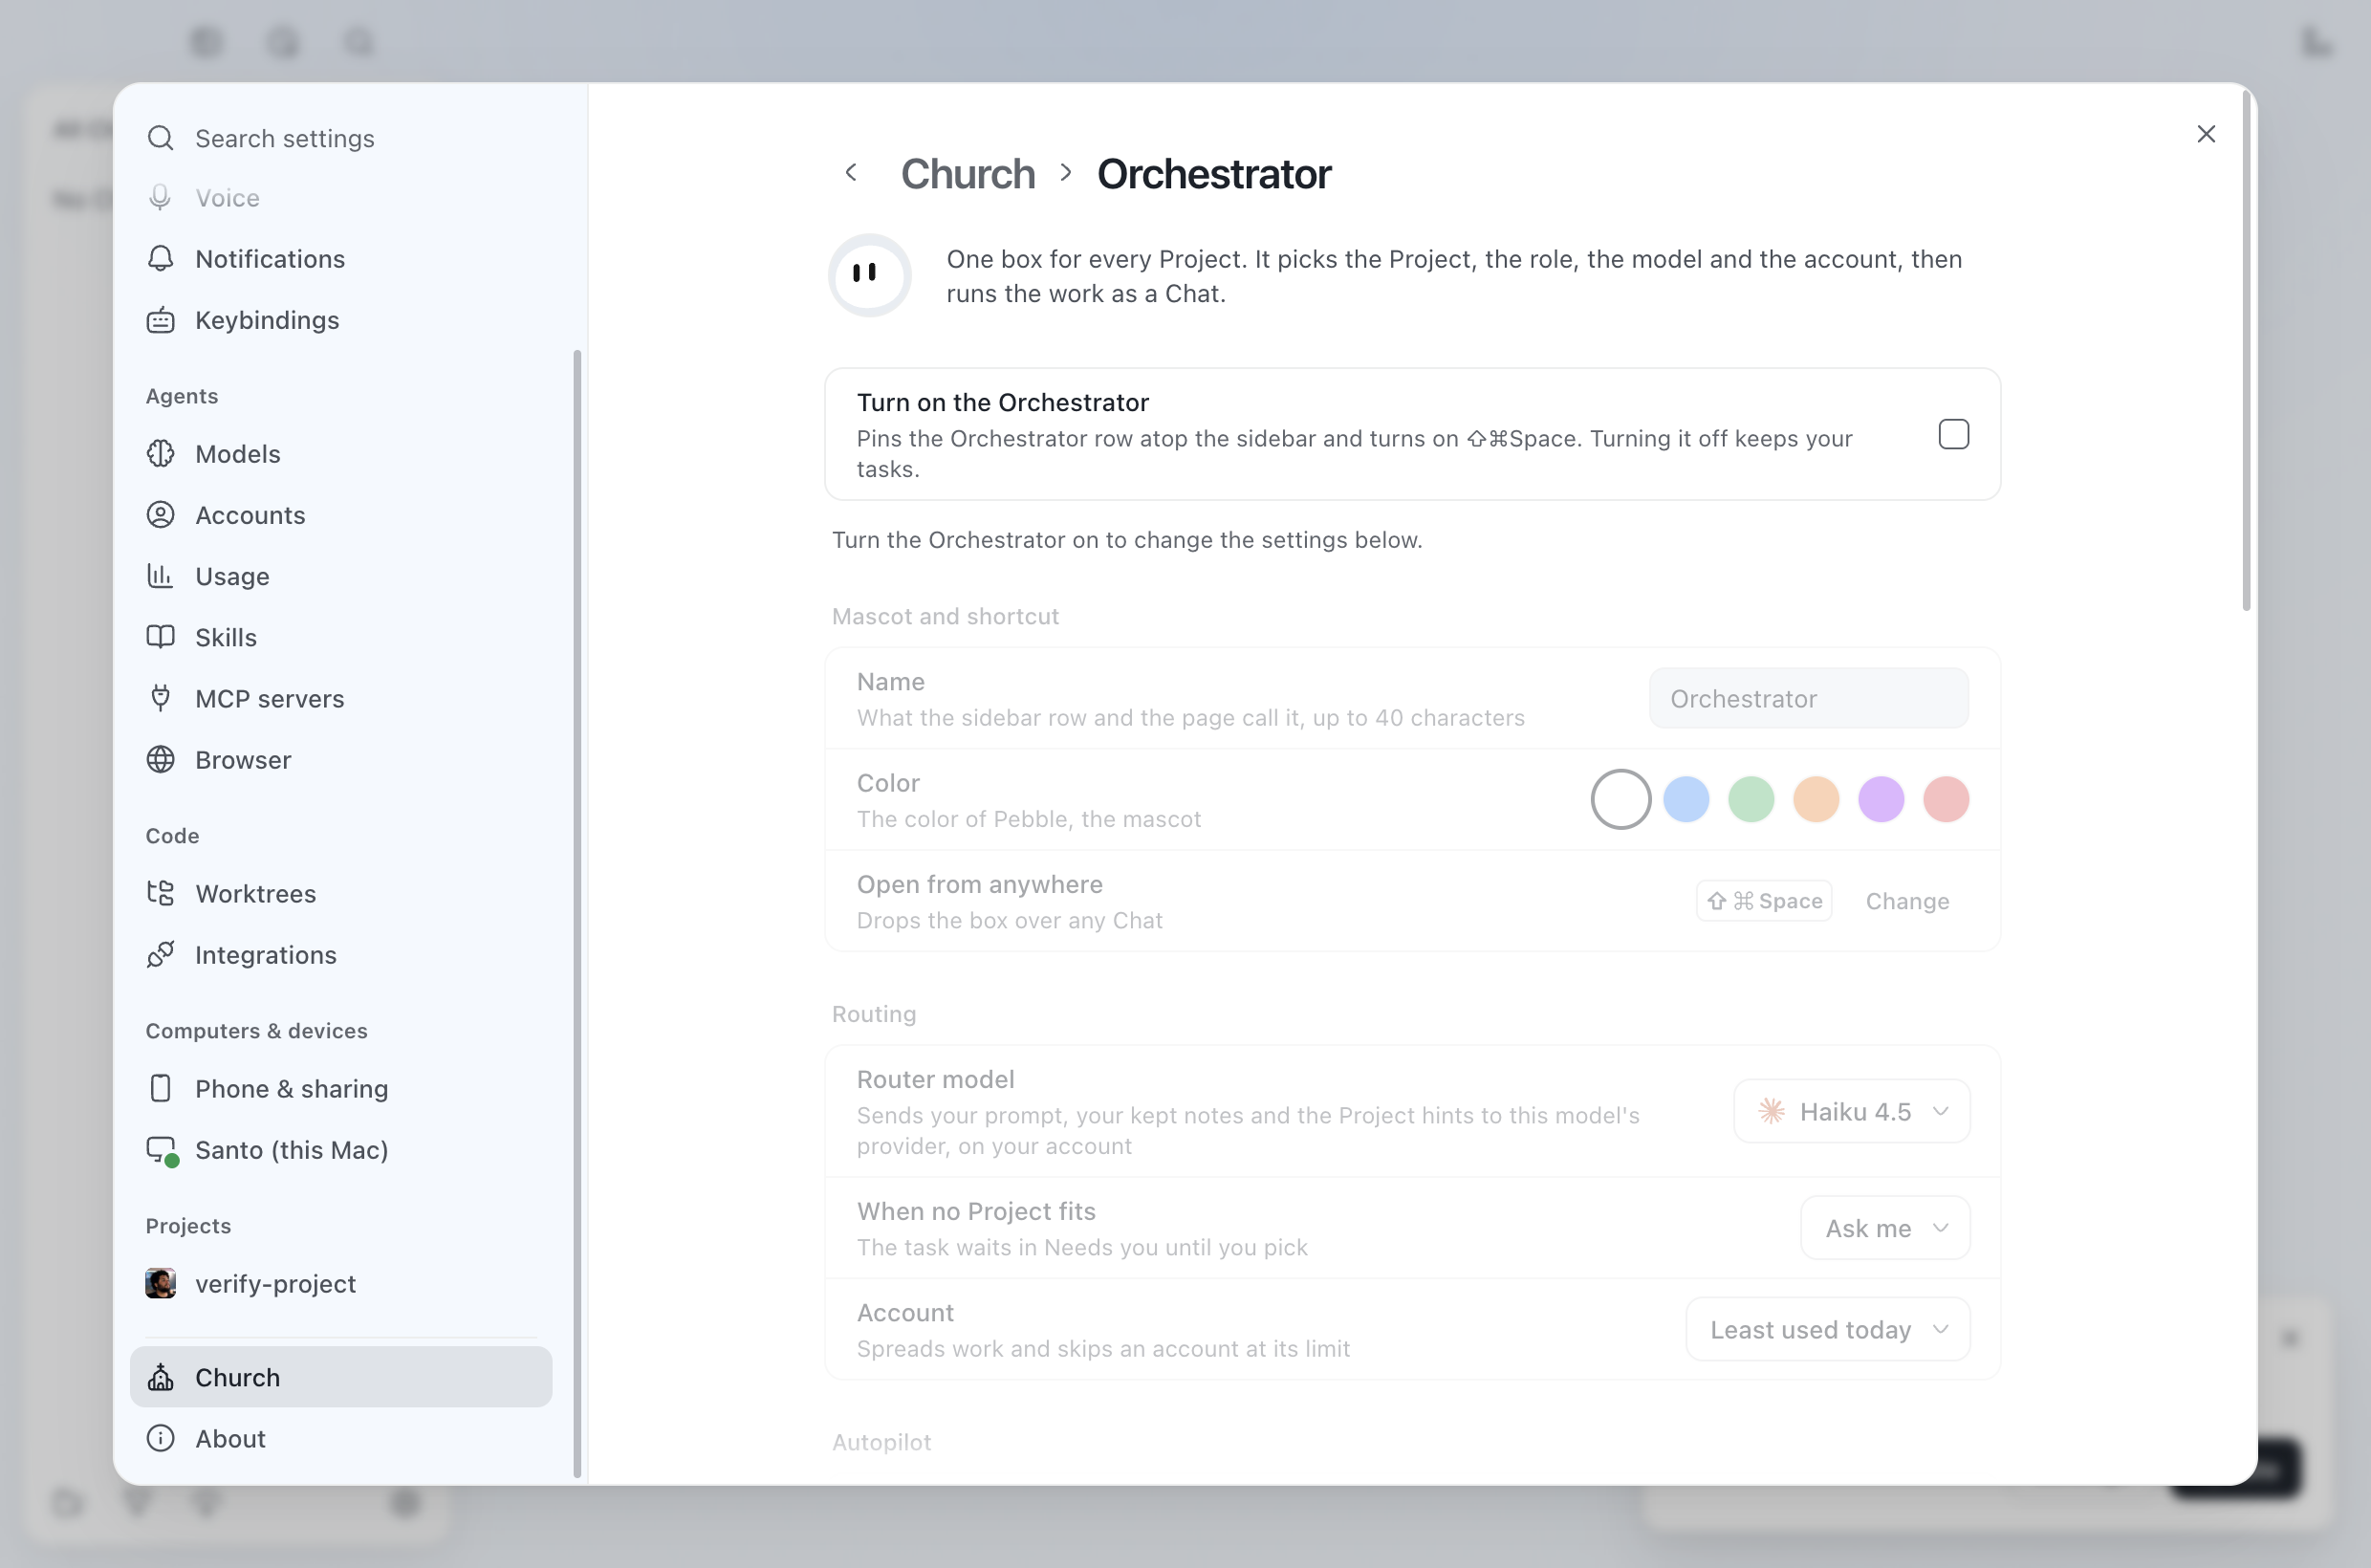 Search settings
Voice
Notifications
Keybindings
Agents
Models
Accounts
Usage
Skills
MCP servers
Browser
Code
Worktrees
Integrations
Computers & devices
Phone & sharing
Santo (this Mac)
Projects
verify-project
Church
About
Church > Orchestrator
One box for every Project. It picks the Project, the role, the model and the account, then
runs the work as a Chat.
Turn on the Orchestrator
Pins the Orchestrator row atop the sidebar and turns on ⇧⌘Space. Turning it off keeps your
tasks.
Turn the Orchestrator on to change the settings below.
Mascot and shortcut
Name
What the sidebar row and the page call it, up to 40 characters
Orchestrator
Color
The color of Pebble, the mascot
Open from anywhere
Drops the box over any Chat
⇧ ⌘ Space
Change
Routing
Router model
Sends your prompt, your kept notes and the Project hints to this model's
provider, on your account
Haiku 4.5
When no Project fits
The task waits in Needs you until you pick
Ask me
Account
Spreads work and skips an account at its limit
Least used today
Autopilot